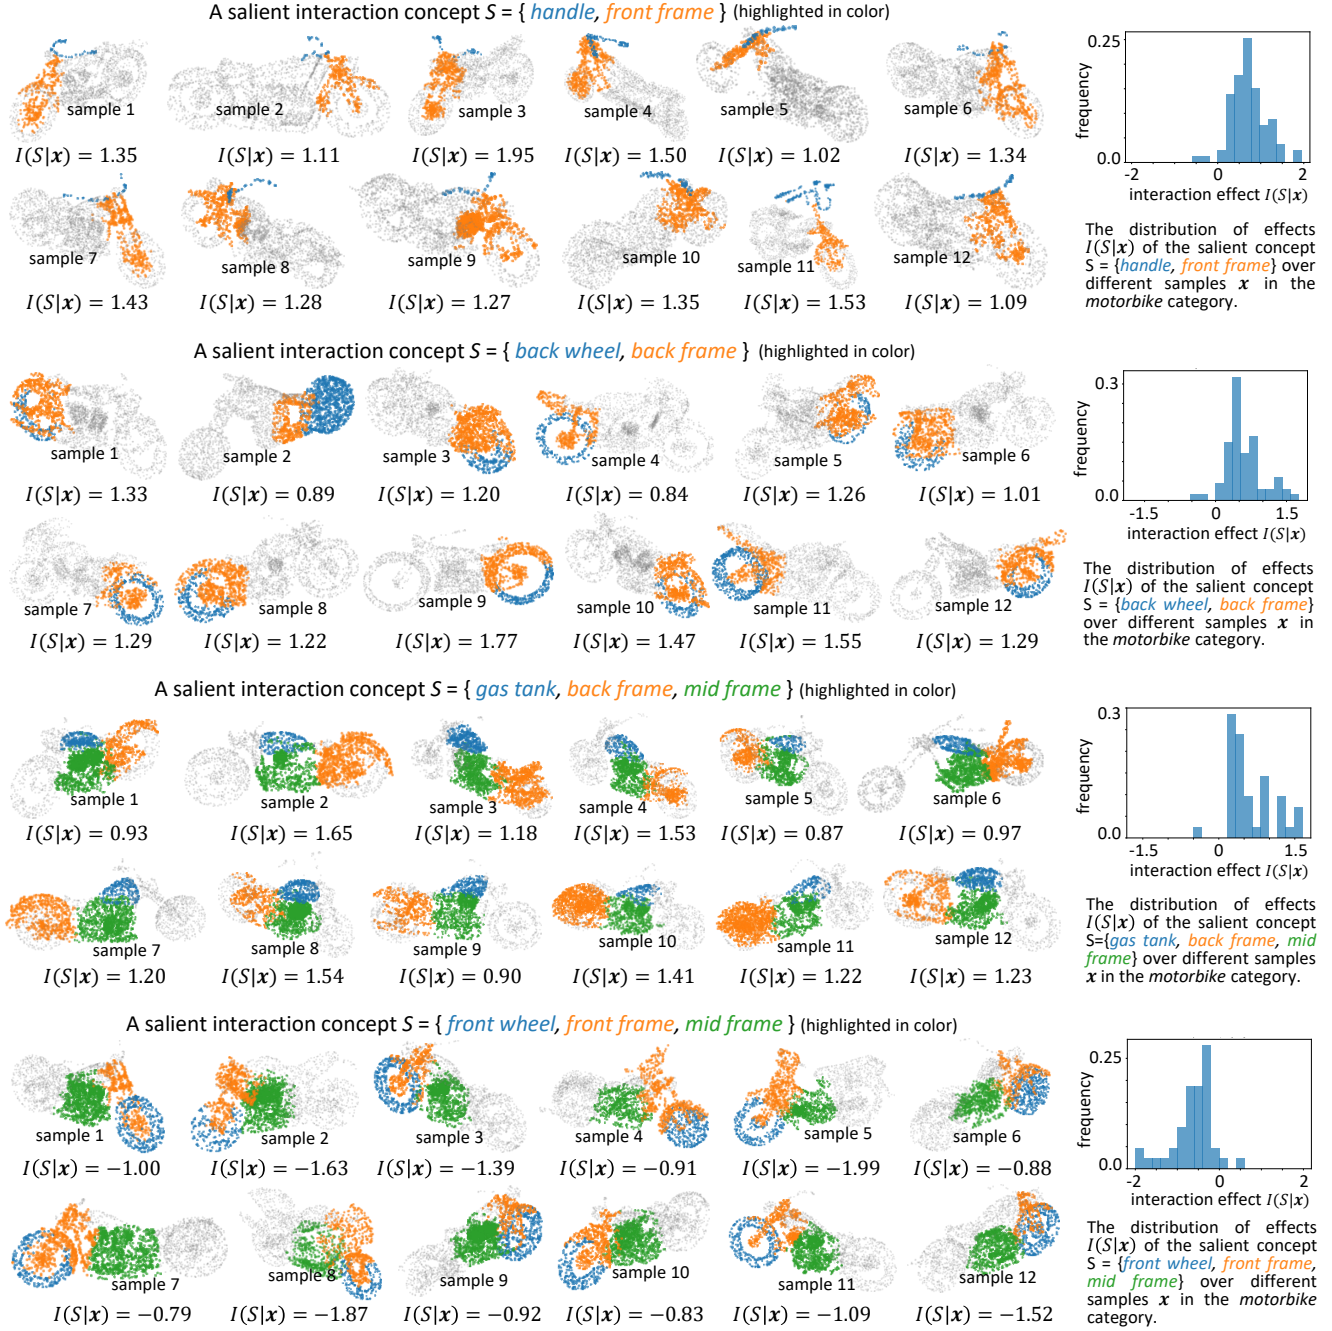 A salient interaction concept S = { handle, front frame } (highlighted in color)
sample 1 sample 2 sample 3 sample 4 sample 5 sample 6
I(S|x) = 1.35 I(S|x) = 1.11 I(S|x) = 1.95 I(S|x) = 1.50 I(S|x) = 1.02 I(S|x) = 1.34
sample 7 sample 8 sample 9 sample 10 sample 11 sample 12
I(S|x) = 1.43 I(S|x) = 1.28 I(S|x) = 1.27 I(S|x) = 1.35 I(S|x) = 1.53 I(S|x) = 1.09
0.25
frequency
0.0
-2 0 2
interaction effect I(S|x)
The distribution of effects
I(S|x) of the salient concept
S = {handle, front frame} over
different samples x in the
motorbike category.
A salient interaction concept S = { back wheel, back frame } (highlighted in color)
sample 1 sample 2 sample 3 sample 4 sample 5 sample 6
I(S|x) = 1.33 I(S|x) = 0.89 I(S|x) = 1.20 I(S|x) = 0.84 I(S|x) = 1.26 I(S|x) = 1.01
sample 7 sample 8 sample 9 sample 10 sample 11 sample 12
I(S|x) = 1.29 I(S|x) = 1.22 I(S|x) = 1.77 I(S|x) = 1.47 I(S|x) = 1.55 I(S|x) = 1.29
0.3
frequency
0.0
-1.5 0 1.5
interaction effect I(S|x)
The distribution of effects
I(S|x) of the salient concept
S = {back wheel, back frame}
over different samples x in
the motorbike category.
A salient interaction concept S = { gas tank, back frame, mid frame } (highlighted in color)
sample 1 sample 2 sample 3 sample 4 sample 5 sample 6
I(S|x) = 0.93 I(S|x) = 1.65 I(S|x) = 1.18 I(S|x) = 1.53 I(S|x) = 0.87 I(S|x) = 0.97
sample 7 sample 8 sample 9 sample 10 sample 11 sample 12
I(S|x) = 1.20 I(S|x) = 1.54 I(S|x) = 0.90 I(S|x) = 1.41 I(S|x) = 1.22 I(S|x) = 1.23
0.3
frequency
0.0
-1.5 0 1.5
interaction effect I(S|x)
The distribution of effects
I(S|x) of the salient concept
S={gas tank, back frame, mid
frame} over different samples
x in the motorbike category.
A salient interaction concept S = { front wheel, front frame, mid frame } (highlighted in color)
sample 1 sample 2 sample 3 sample 4 sample 5 sample 6
I(S|x) = −1.00 I(S|x) = −1.63 I(S|x) = −1.39 I(S|x) = −0.91 I(S|x) = −1.99 I(S|x) = −0.88
sample 7 sample 8 sample 9 sample 10 sample 11 sample 12
I(S|x) = −0.79 I(S|x) = −1.87 I(S|x) = −0.92 I(S|x) = −0.83 I(S|x) = −1.09 I(S|x) = −1.52
0.25
frequency
0.0
-2 0 2
interaction effect I(S|x)
The distribution of effects
I(S|x) of the salient concept
S = {front wheel, front frame,
mid frame} over different
samples x in the motorbike
category.